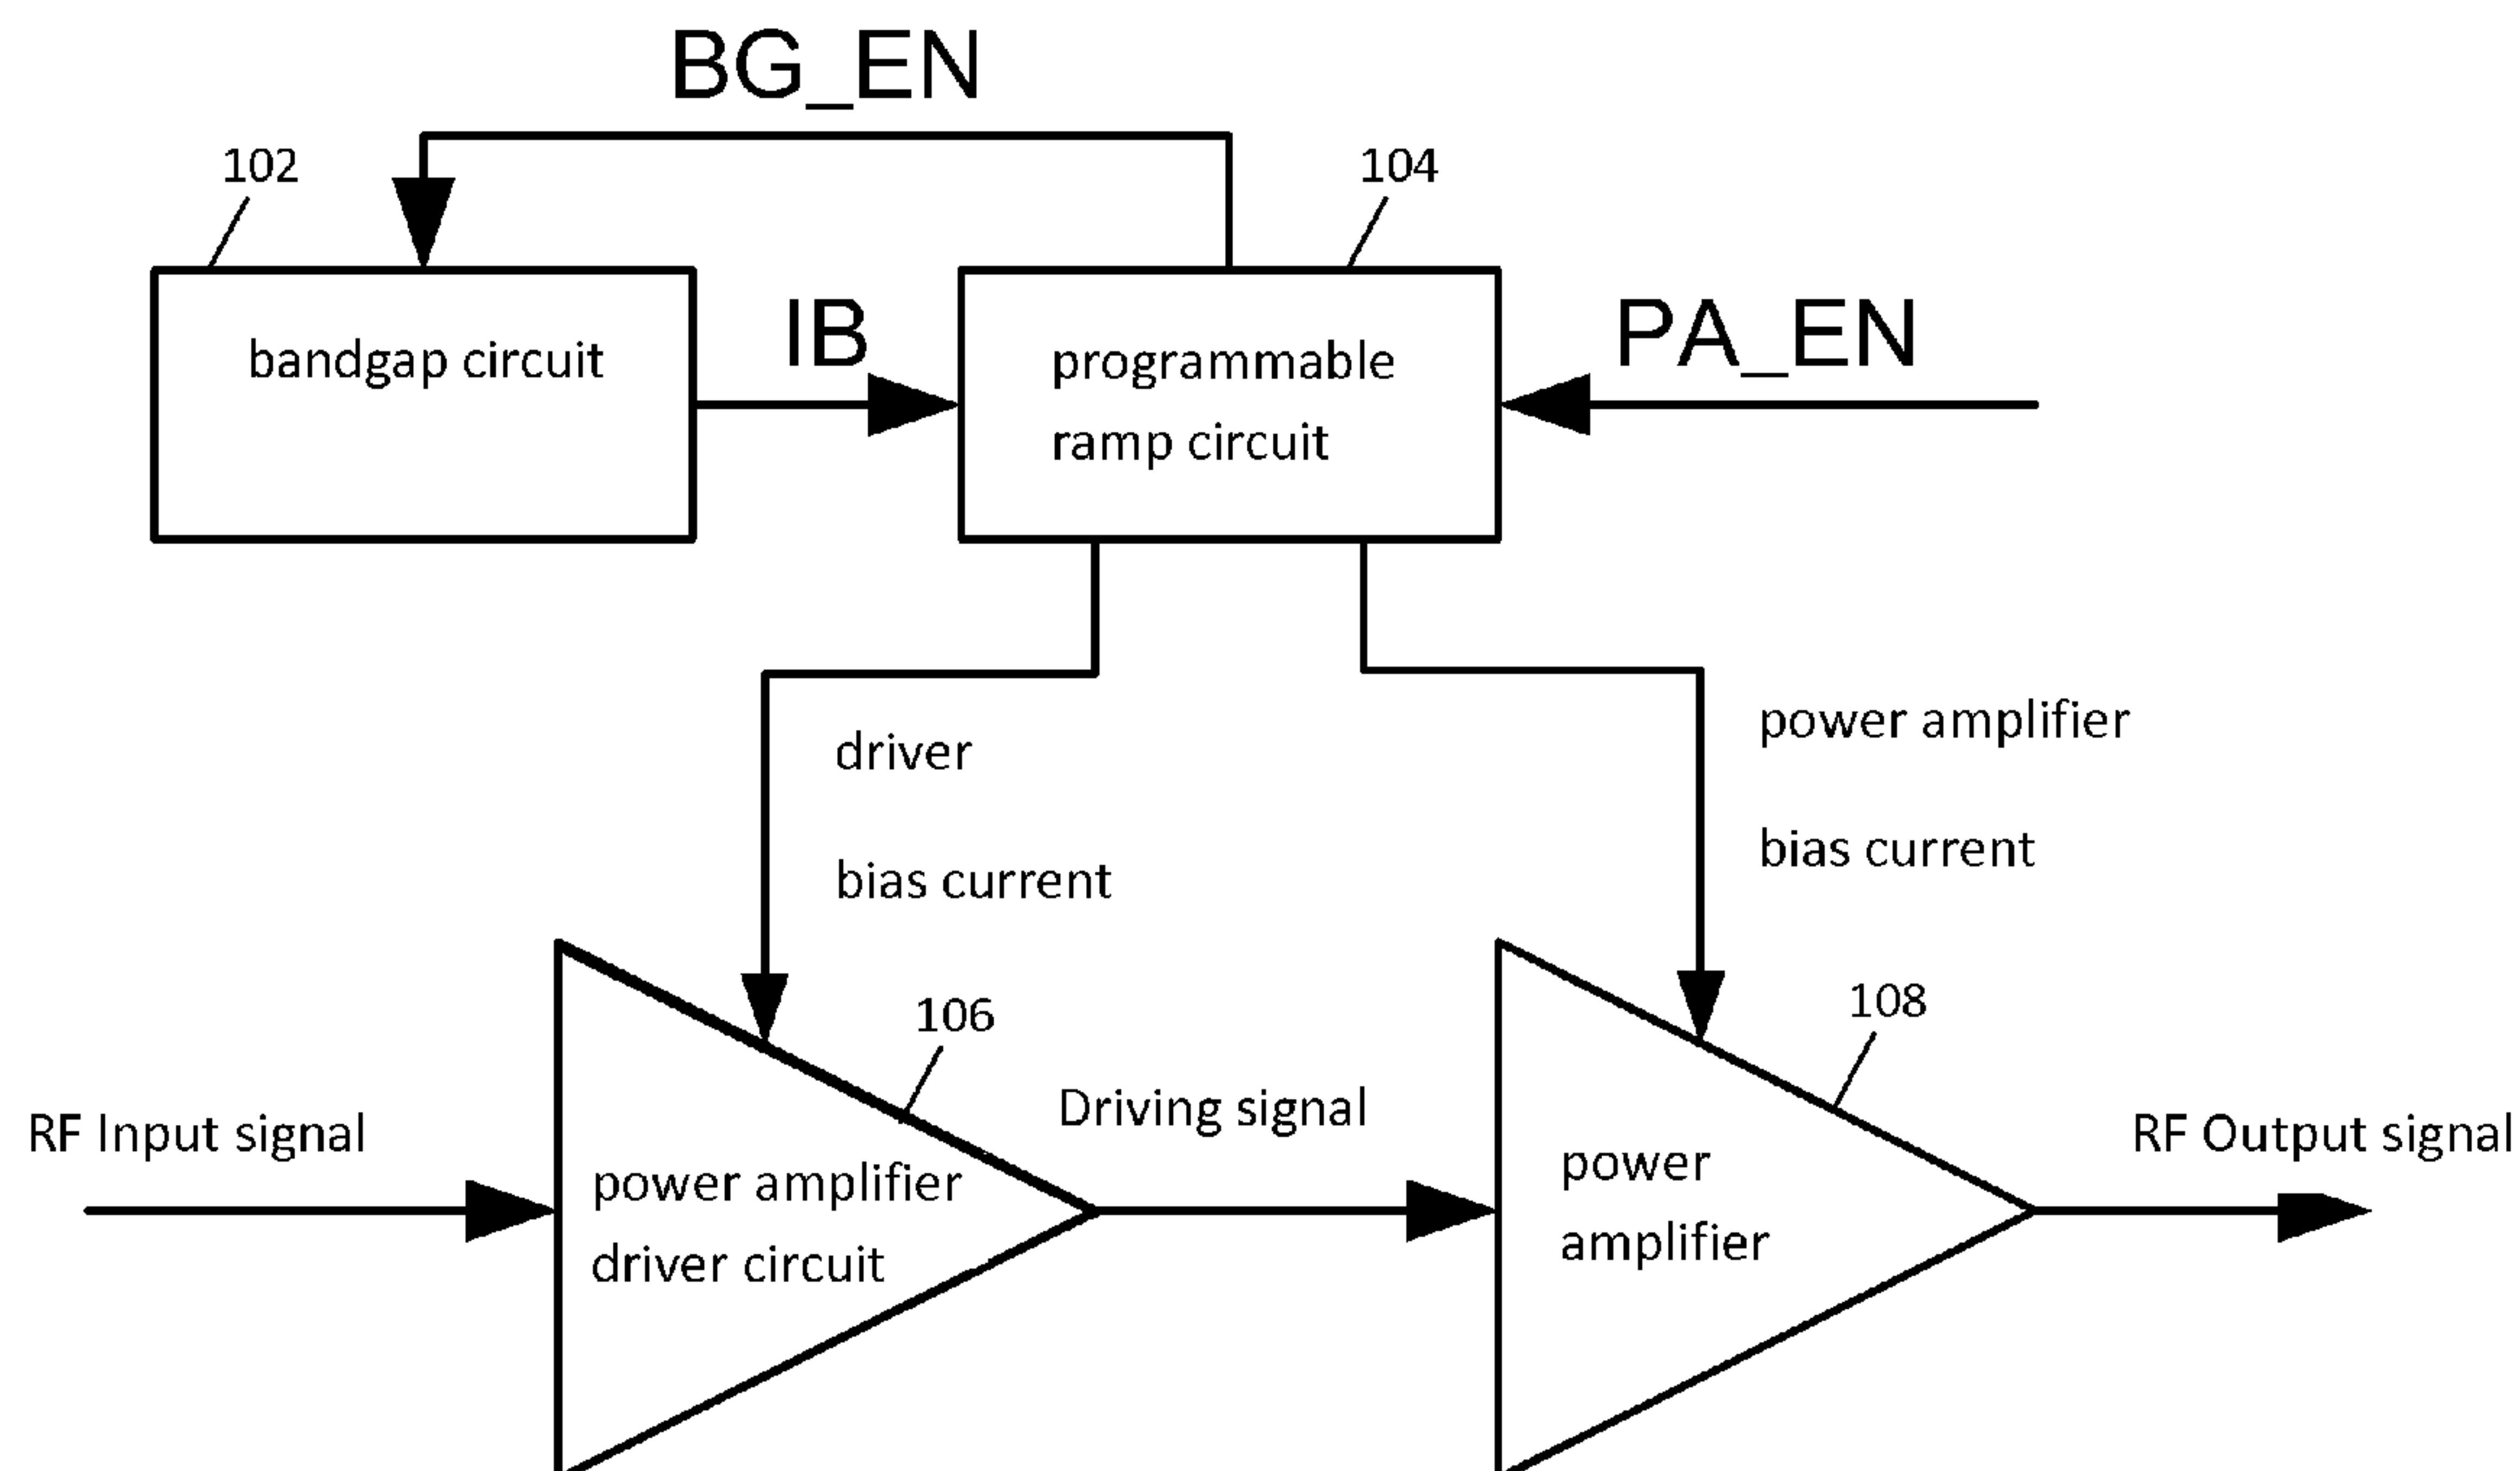 BG_EN
102
104
bandgap circuit
IB
programmable
ramp circuit
PA_EN
driver
bias current
power amplifier
bias current
106
108
RF Input signal
power amplifier
driver circuit
Driving signal
power
amplifier
RF Output signal